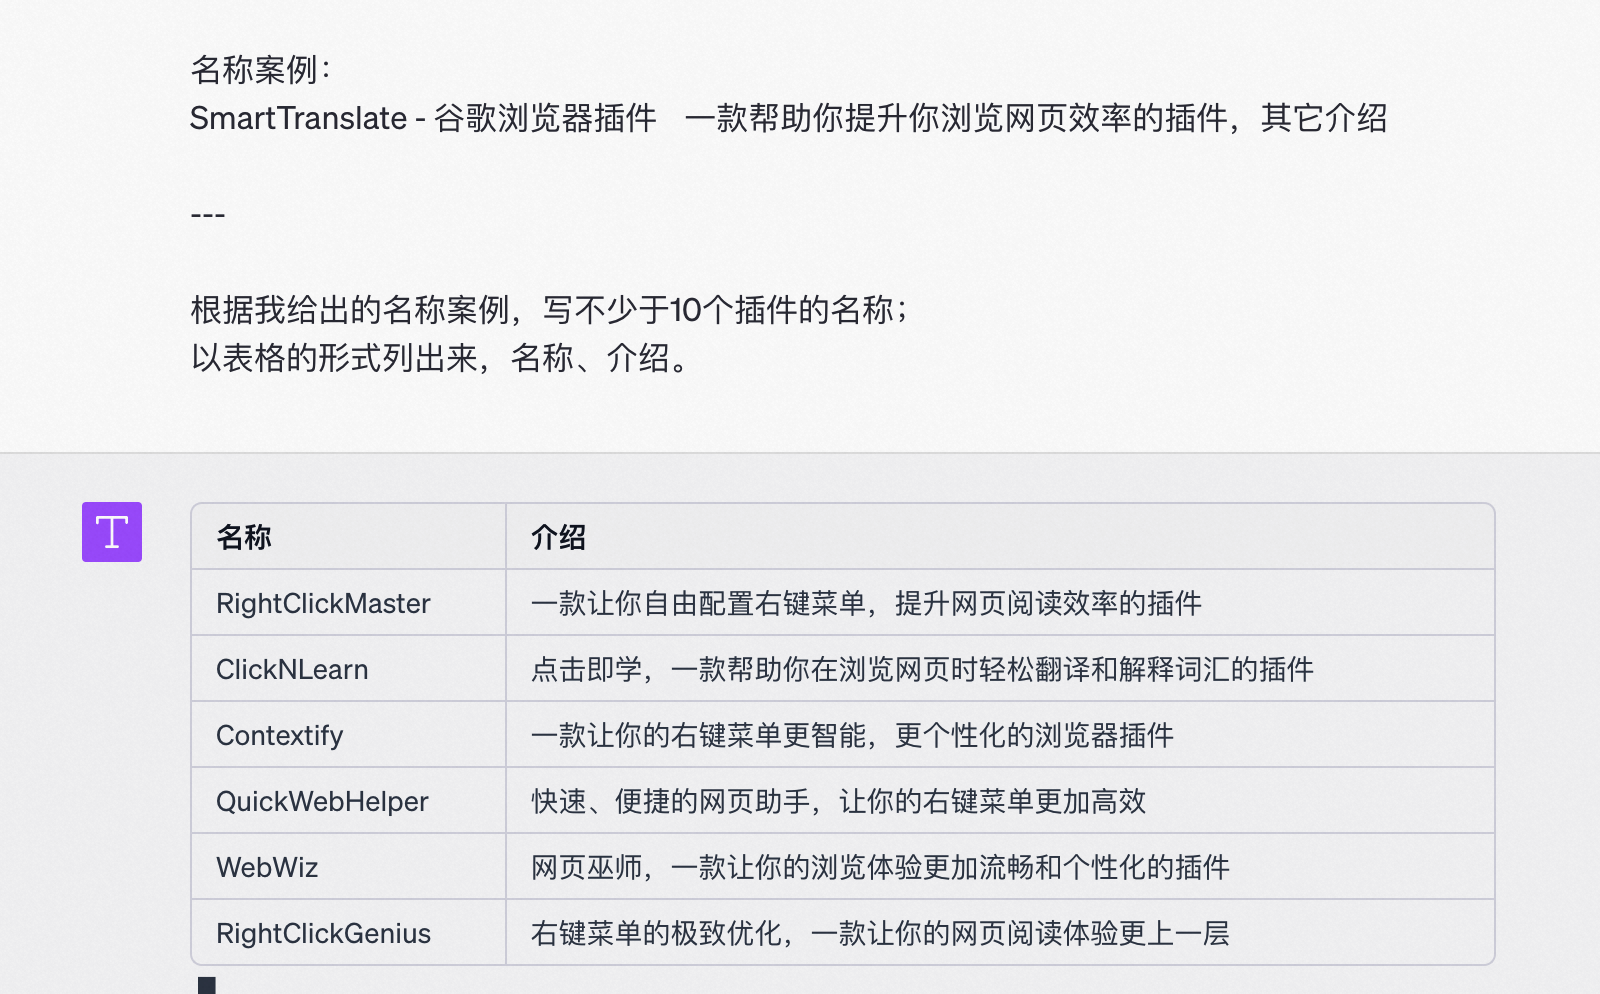 名称案例：
SmartTranslate - 谷歌浏览器插件   一款帮助你提升你浏览网页效率的插件，其它介绍
---
根据我给出的名称案例，写不少于10个插件的名称；
以表格的形式列出来，名称、介绍。
T
名称 介绍
RightClickMaster 一款让你自由配置右键菜单，提升网页阅读效率的插件
ClickNLearn 点击即学，一款帮助你在浏览网页时轻松翻译和解释词汇的插件
Contextify 一款让你的右键菜单更智能，更个性化的浏览器插件
QuickWebHelper 快速、便捷的网页助手，让你的右键菜单更加高效
WebWiz 网页巫师，一款让你的浏览体验更加流畅和个性化的插件
RightClickGenius 右键菜单的极致优化，一款让你的网页阅读体验更上一层